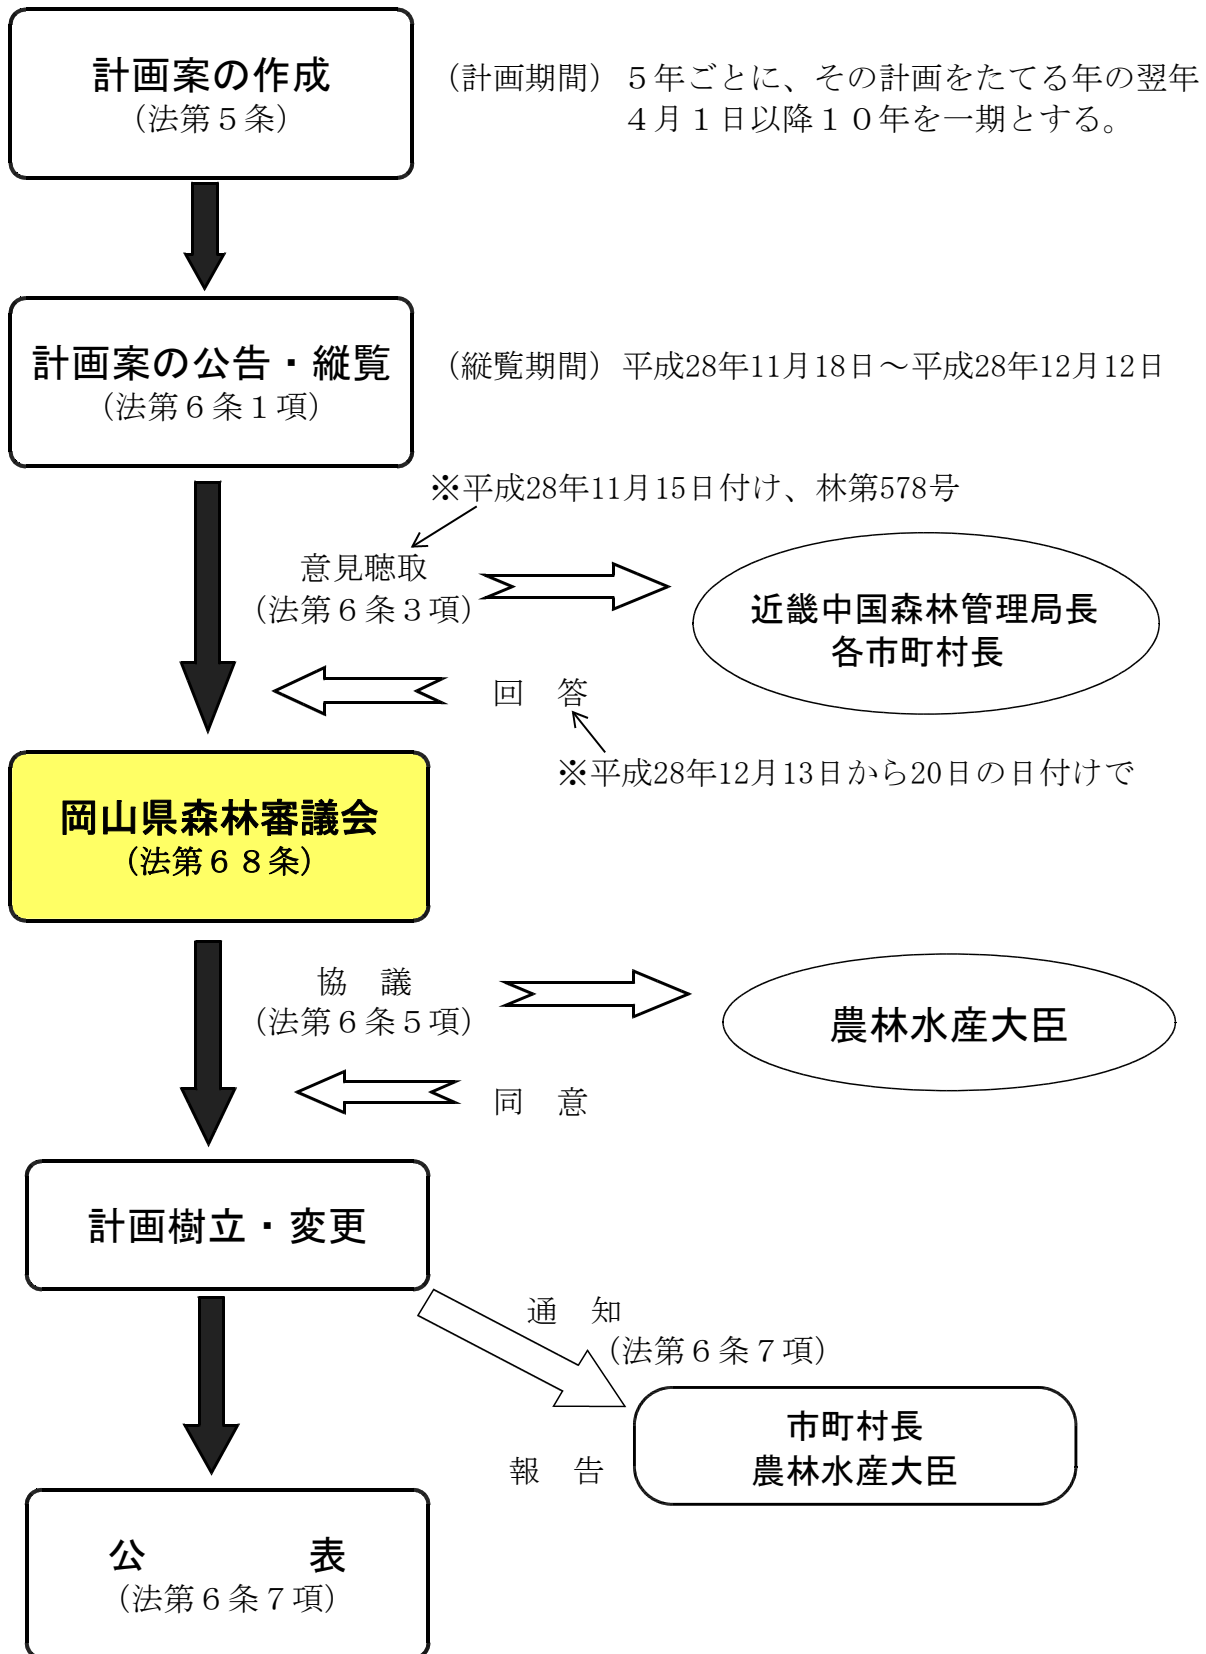 計画案の作成
（法第５条）
（計画期間）５年ごとに、その計画をたてる年の翌年
４月１日以降１０年を一期とする。
計画案の公告・縦覧
（法第６条１項）
（縦覧期間）平成28年11月18日～平成28年12月12日
※平成28年11月15日付け、林第578号
意見聴取
（法第６条３項）
近畿中国森林管理局長
各市町村長
回　答
※平成28年12月13日から20日の日付けで
岡山県森林審議会
（法第６８条）
協　議
（法第６条５項）
農林水産大臣
同　意
計画樹立・変更
通　知
（法第６条７項）
市町村長
農林水産大臣
報　告
公　　　　表
（法第６条７項）